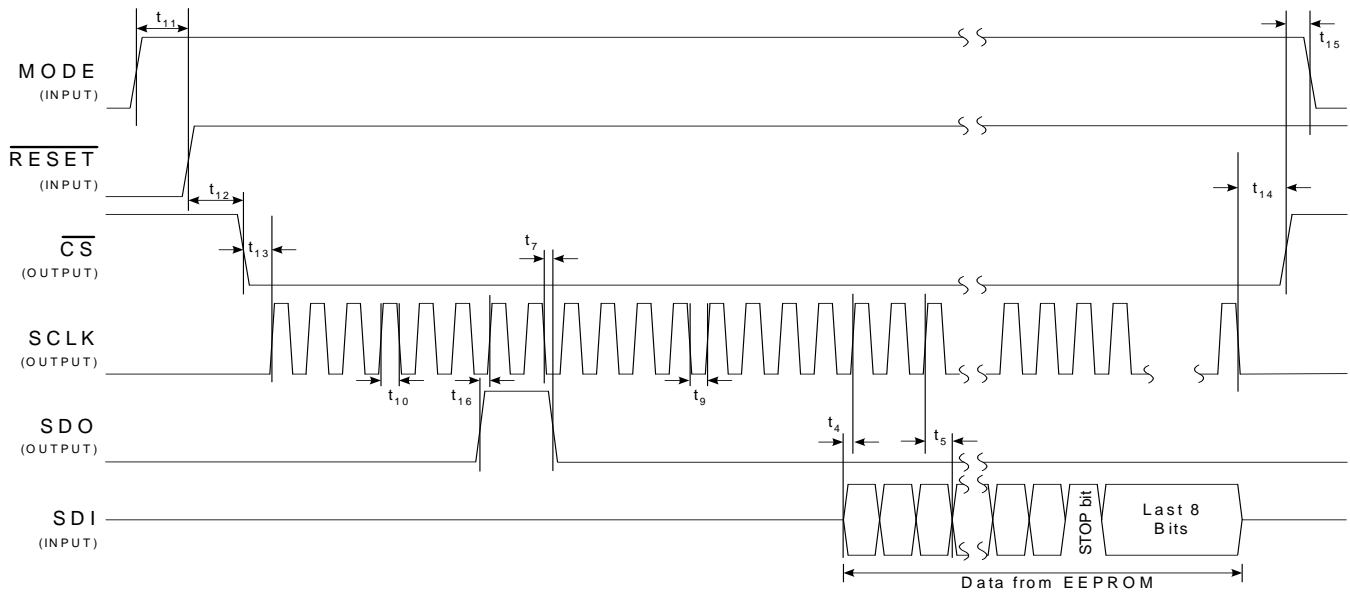 t11
t15
MODE
(INPUT)
RESET
(INPUT)
t12
t14
CS
(OUTPUT)
t13
t7
SCLK
(OUTPUT)
t10
t16
t9
SDO
(OUTPUT)
t4
t5
SDI
(INPUT)
STOP bit
Last 8
Bits
Data from EEPROM